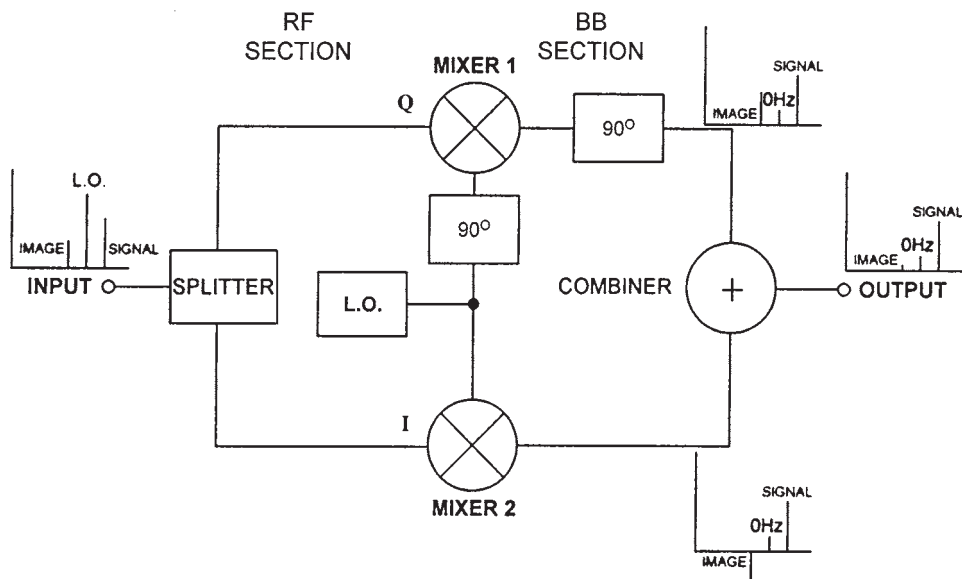 RF
SECTION
BB
SECTION
MIXER 1
SIGNAL
IMAGE
0Hz
Q
90°
L.O.
IMAGE
SIGNAL
90°
SIGNAL
0Hz
IMAGE
INPUT
SPLITTER
L.O.
COMBINER
+
OUTPUT
I
MIXER 2
SIGNAL
0Hz
IMAGE